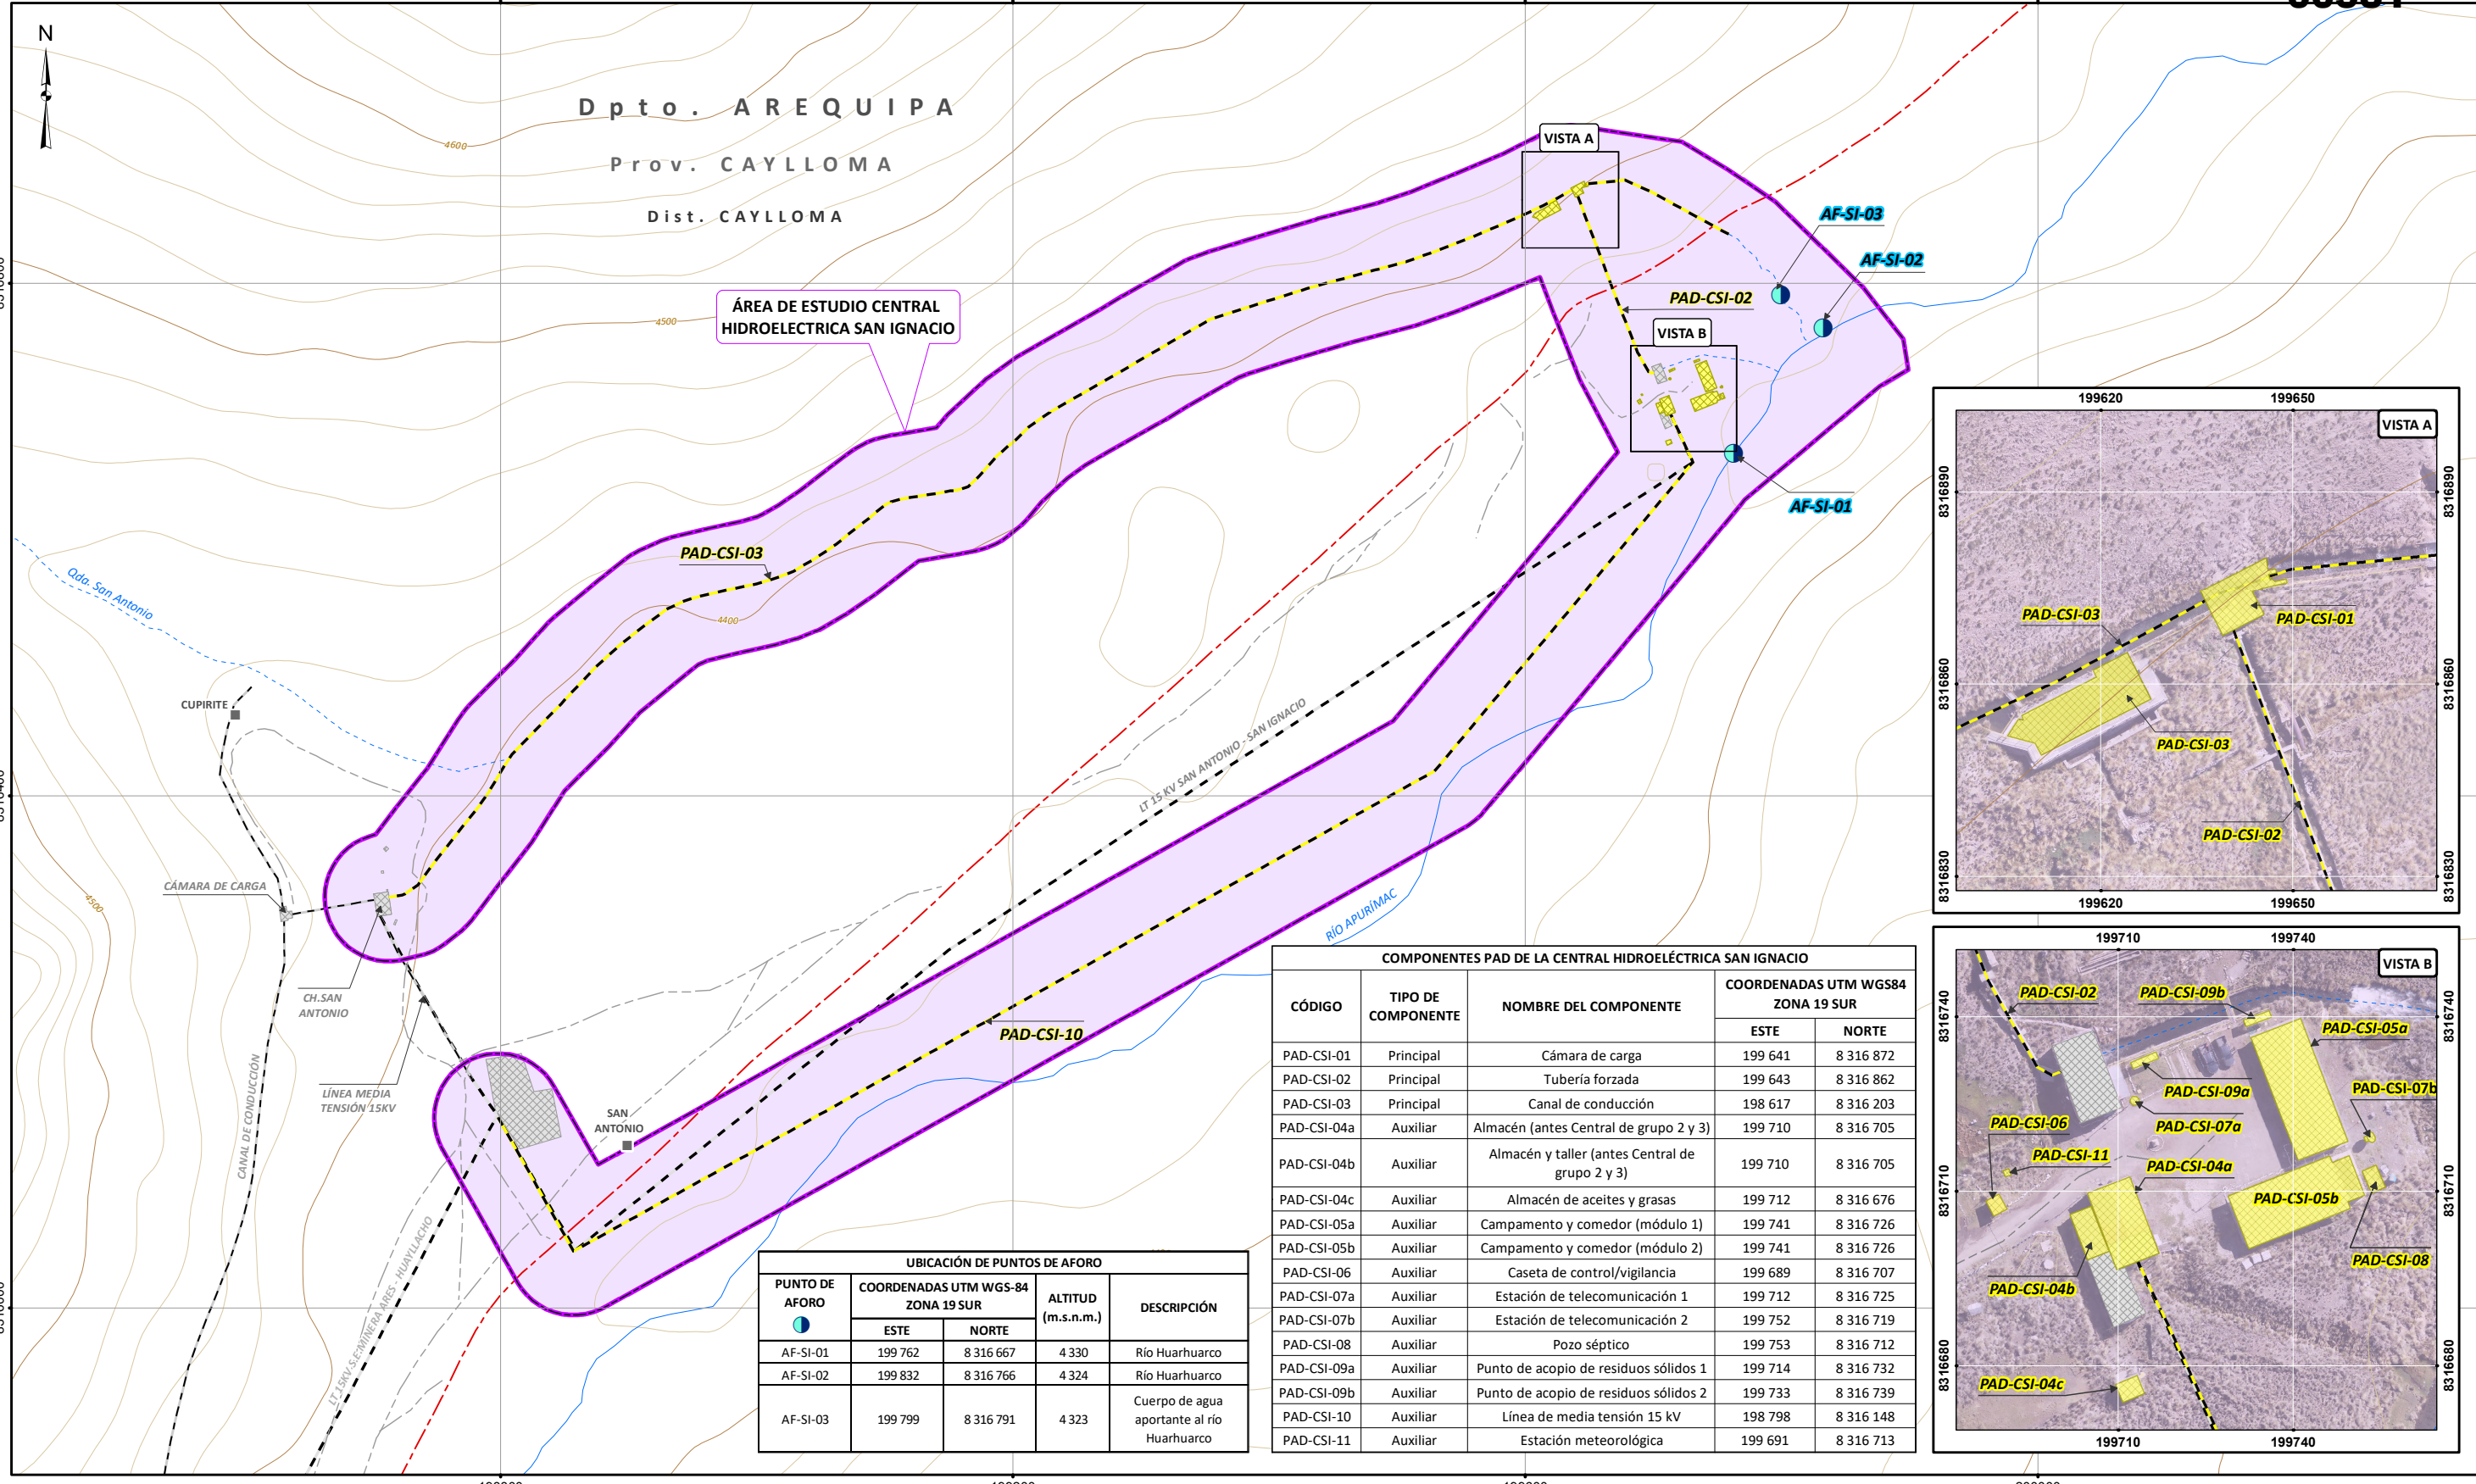 N
Dpto. AREQUIPA
Prov. CAYLLOMA
Dist. CAYLLOMA
4600
4500
4400
4500
ÁREA DE ESTUDIO CENTRAL
HIDROELECTRICA SAN IGNACIO
VISTA A
AF-SI-03
AF-SI-02
PAD-CSI-02
VISTA B
AF-SI-01
PAD-CSI-03
Qda. San Antonio
CUPIRITE
CÁMARA DE CARGA
CH.SAN
ANTONIO
LÍNEA MEDIA
TENSIÓN 15KV
CANAL DE CONDUCCIÓN
SAN
ANTONIO
LT 15KV S.E.MINERA ARES - HUAYLLACHO
LT 15 KV SAN ANTONIO - SAN IGNACIO
RÍO APURÍMAC
PAD-CSI-10
UBICACIÓN DE PUNTOS DE AFORO
PUNTO DE AFORO COORDENADAS UTM WGS-84 ZONA 19 SUR ALTITUD (m.s.n.m.) DESCRIPCIÓN
ESTE NORTE
AF-SI-01 199 762 8 316 667 4 330 Río Huarhuarco
AF-SI-02 199 832 8 316 766 4 324 Río Huarhuarco
AF-SI-03 199 799 8 316 791 4 323 Cuerpo de agua aportante al río Huarhuarco
COMPONENTES PAD DE LA CENTRAL HIDROELÉCTRICA SAN IGNACIO
CÓDIGO TIPO DE COMPONENTE NOMBRE DEL COMPONENTE COORDENADAS UTM WGS84 ZONA 19 SUR
ESTE NORTE
PAD-CSI-01 Principal Cámara de carga 199 641 8 316 872
PAD-CSI-02 Principal Tubería forzada 199 643 8 316 862
PAD-CSI-03 Principal Canal de conducción 198 617 8 316 203
PAD-CSI-04a Auxiliar Almacén (antes Central de grupo 2 y 3) 199 710 8 316 705
PAD-CSI-04b Auxiliar Almacén y taller (antes Central de grupo 2 y 3) 199 710 8 316 705
PAD-CSI-04c Auxiliar Almacén de aceites y grasas 199 712 8 316 676
PAD-CSI-05a Auxiliar Campamento y comedor (módulo 1) 199 741 8 316 726
PAD-CSI-05b Auxiliar Campamento y comedor (módulo 2) 199 741 8 316 726
PAD-CSI-06 Auxiliar Caseta de control/vigilancia 199 689 8 316 707
PAD-CSI-07a Auxiliar Estación de telecomunicación 1 199 712 8 316 725
PAD-CSI-07b Auxiliar Estación de telecomunicación 2 199 752 8 316 719
PAD-CSI-08 Auxiliar Pozo séptico 199 753 8 316 712
PAD-CSI-09a Auxiliar Punto de acopio de residuos sólidos 1 199 714 8 316 732
PAD-CSI-09b Auxiliar Punto de acopio de residuos sólidos 2 199 733 8 316 739
PAD-CSI-10 Auxiliar Línea de media tensión 15 kV 198 798 8 316 148
PAD-CSI-11 Auxiliar Estación meteorológica 199 691 8 316 713
199620 199650
VISTA A
8316890 8316890
PAD-CSI-03
PAD-CSI-01
8316860 8316860
PAD-CSI-03
PAD-CSI-02
8316830 8316830
199620 199650
199710 199740
VISTA B
PAD-CSI-02 PAD-CSI-09b
8316740 8316740
PAD-CSI-05a
PAD-CSI-09a PAD-CSI-07b
PAD-CSI-06 PAD-CSI-07a
PAD-CSI-11 PAD-CSI-04a
8316710 8316710
PAD-CSI-05b
PAD-CSI-08
PAD-CSI-04b
8316680 8316680
PAD-CSI-04c
199710 199740